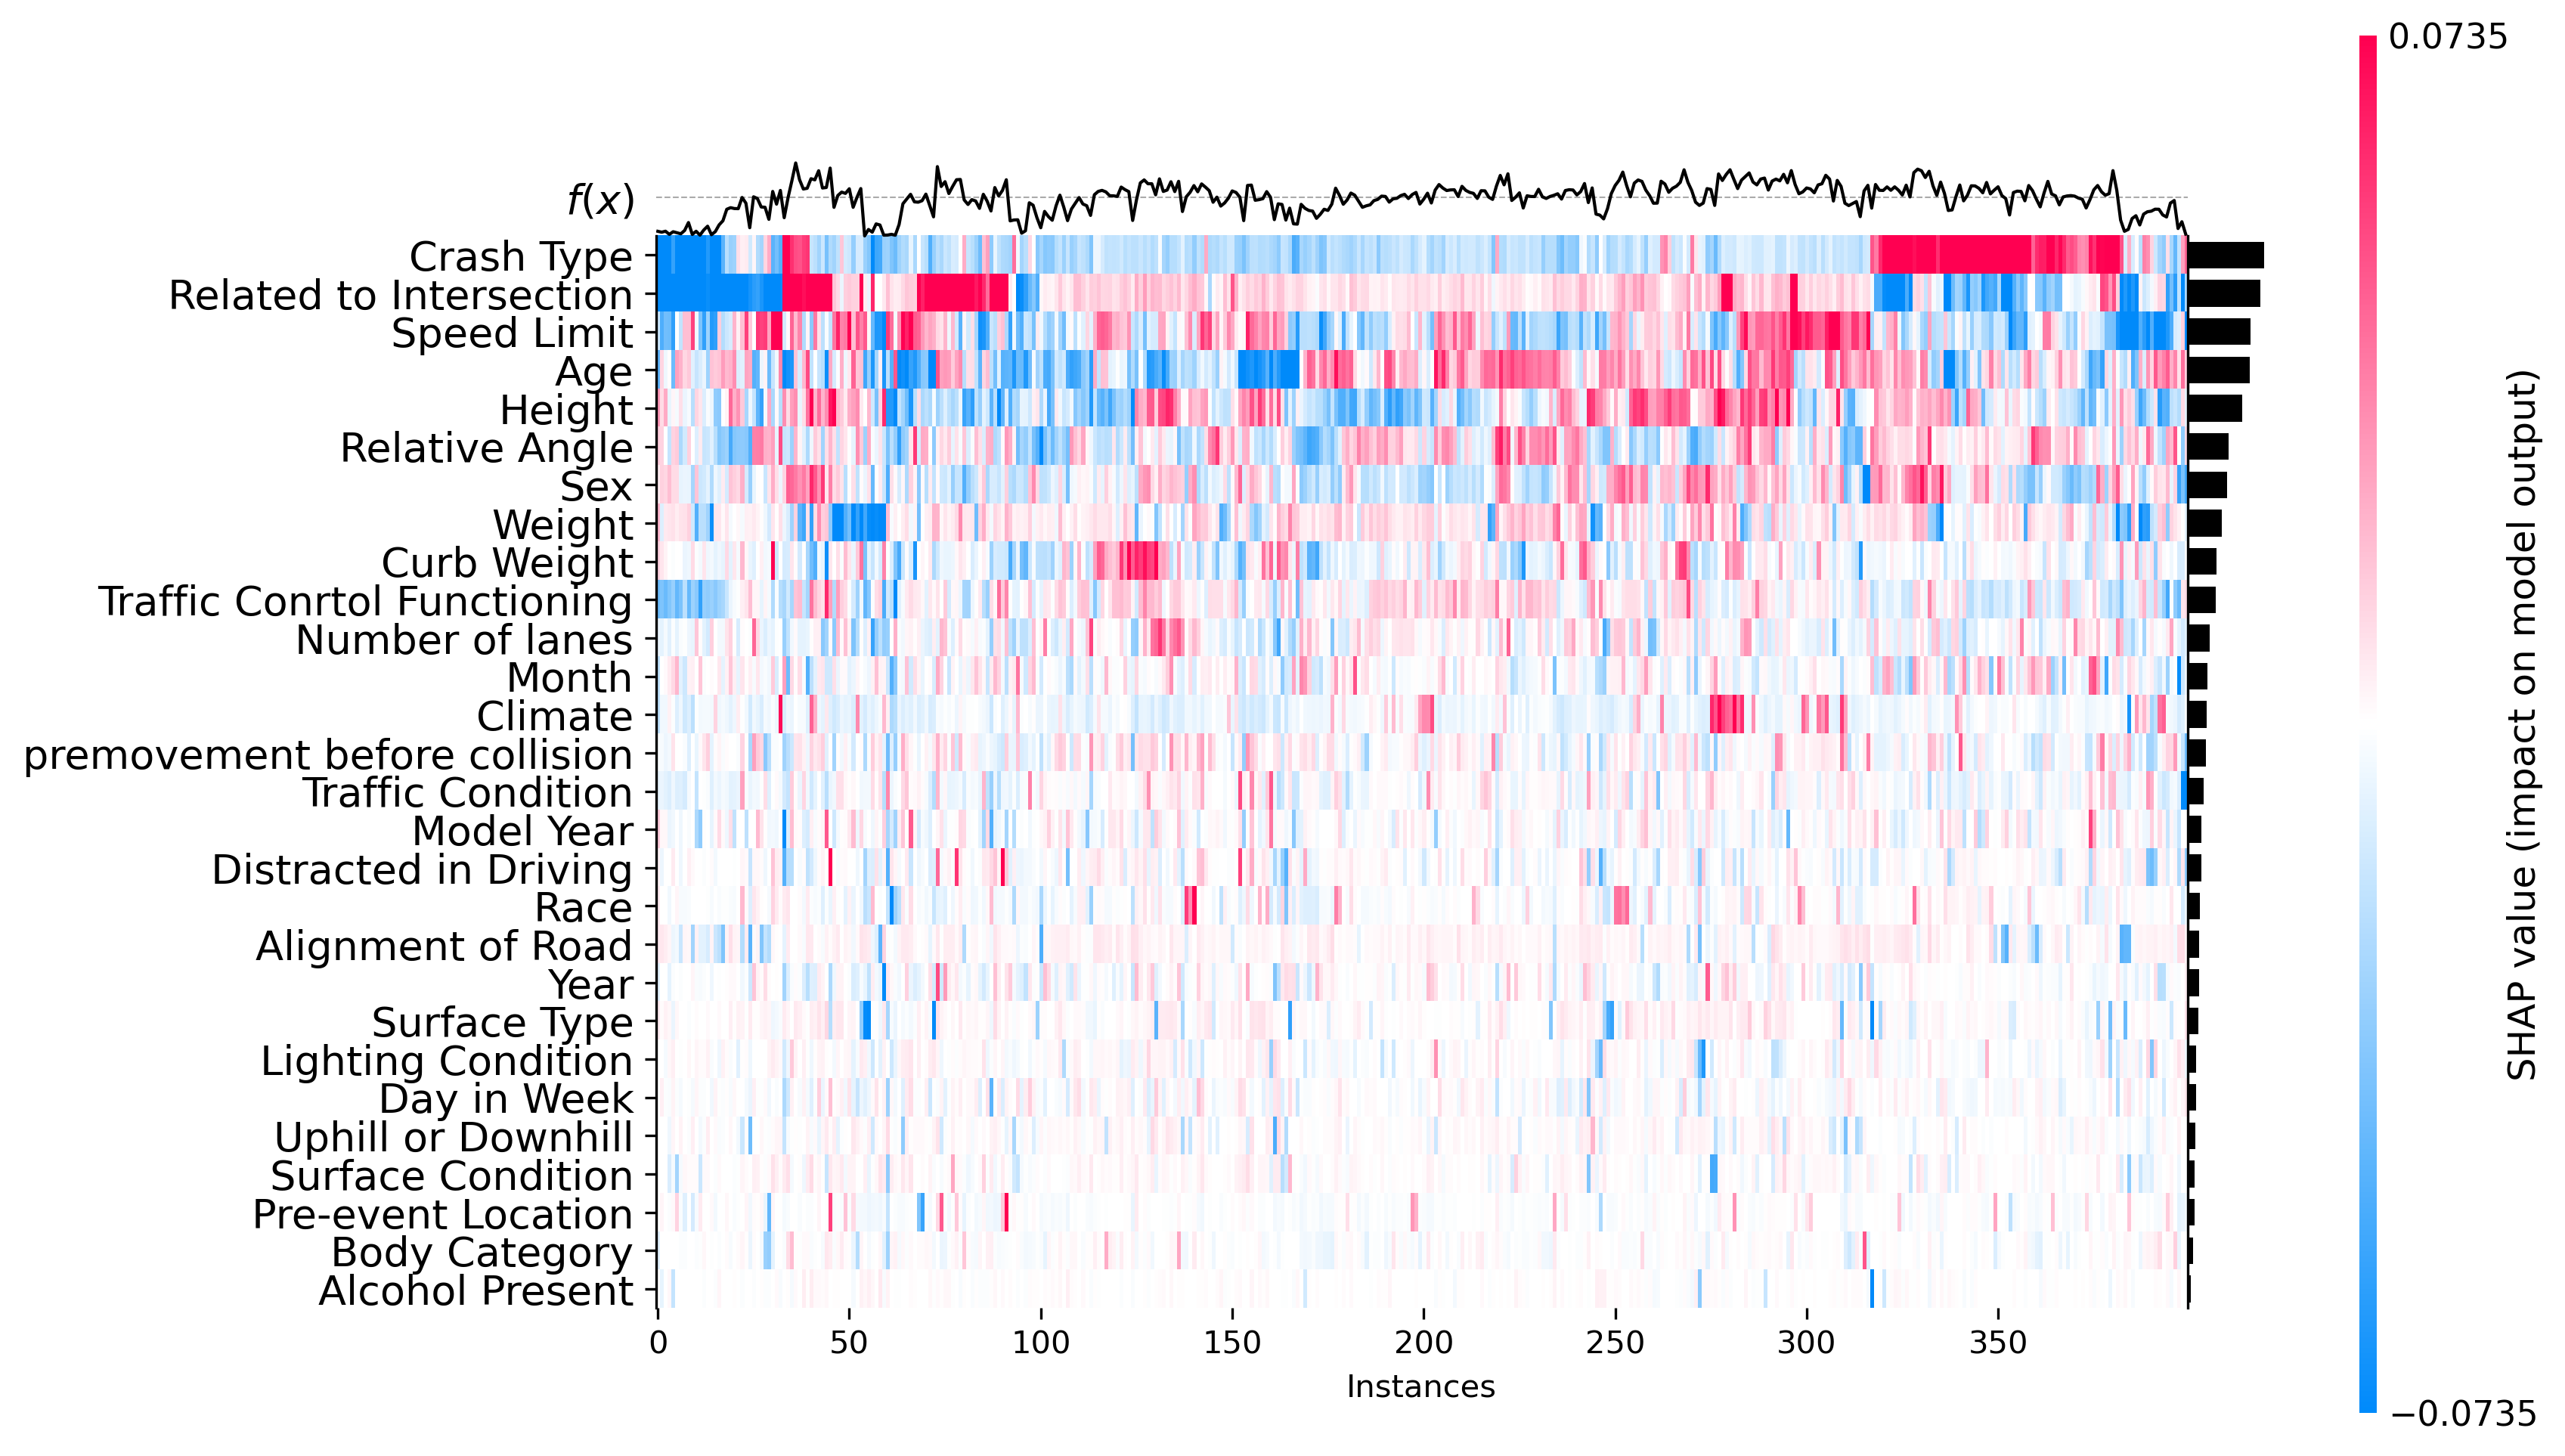 0.0735
f(x)
Crash Type
Related to Intersection
Speed Limit
Age
Height
Relative Angle
Sex
Weight
Curb Weight
Traffic Conrtol Functioning
Number of lanes
Month
Climate
premovement before collision
Traffic Condition
Model Year
Distracted in Driving
Race
Alignment of Road
Year
Surface Type
Lighting Condition
Day in Week
Uphill or Downhill
Surface Condition
Pre-event Location
Body Category
Alcohol Present
0 50 100 150 200 250 300 350
Instances
SHAP value (impact on model output)
−0.0735